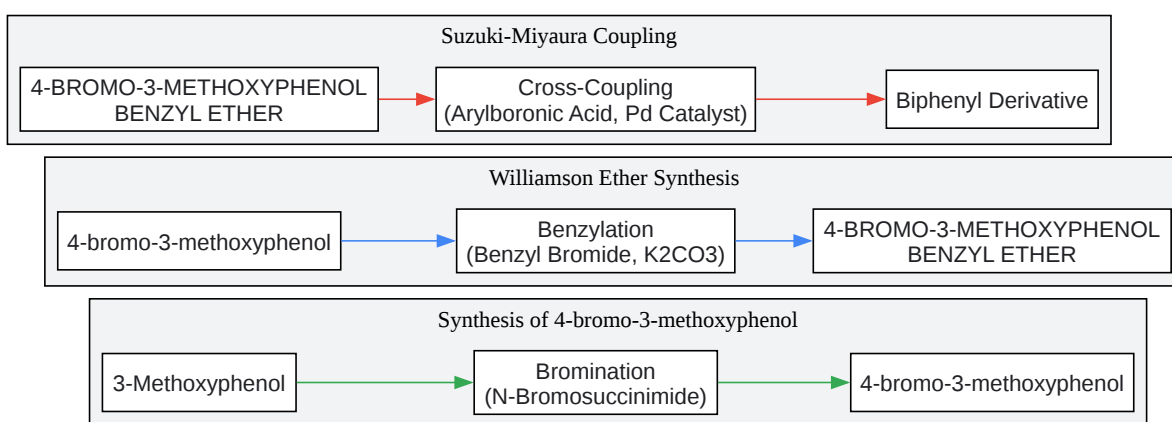 Suzuki-Miyaura Coupling
4-BROMO-3-METHOXYPHENOL
BENZYL ETHER
Cross-Coupling
(Arylboronic Acid, Pd Catalyst)
Biphenyl Derivative
Williamson Ether Synthesis
4-bromo-3-methoxyphenol
Benzylation
(Benzyl Bromide, K2CO3)
4-BROMO-3-METHOXYPHENOL
BENZYL ETHER
Synthesis of 4-bromo-3-methoxyphenol
3-Methoxyphenol
Bromination
(N-Bromosuccinimide)
4-bromo-3-methoxyphenol